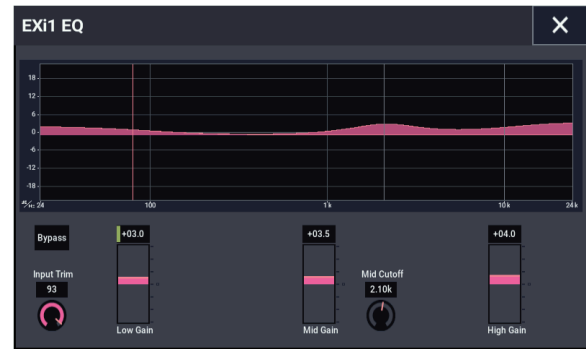 EXi1 EQ
18
12
6
0
-6
-12
-18
24
100
1k
10k
24k
Bypass
+03.0
+03.5
+04.0
Input Trim
93
Mid Cutoff
2.10k
Low Gain
Mid Gain
High Gain